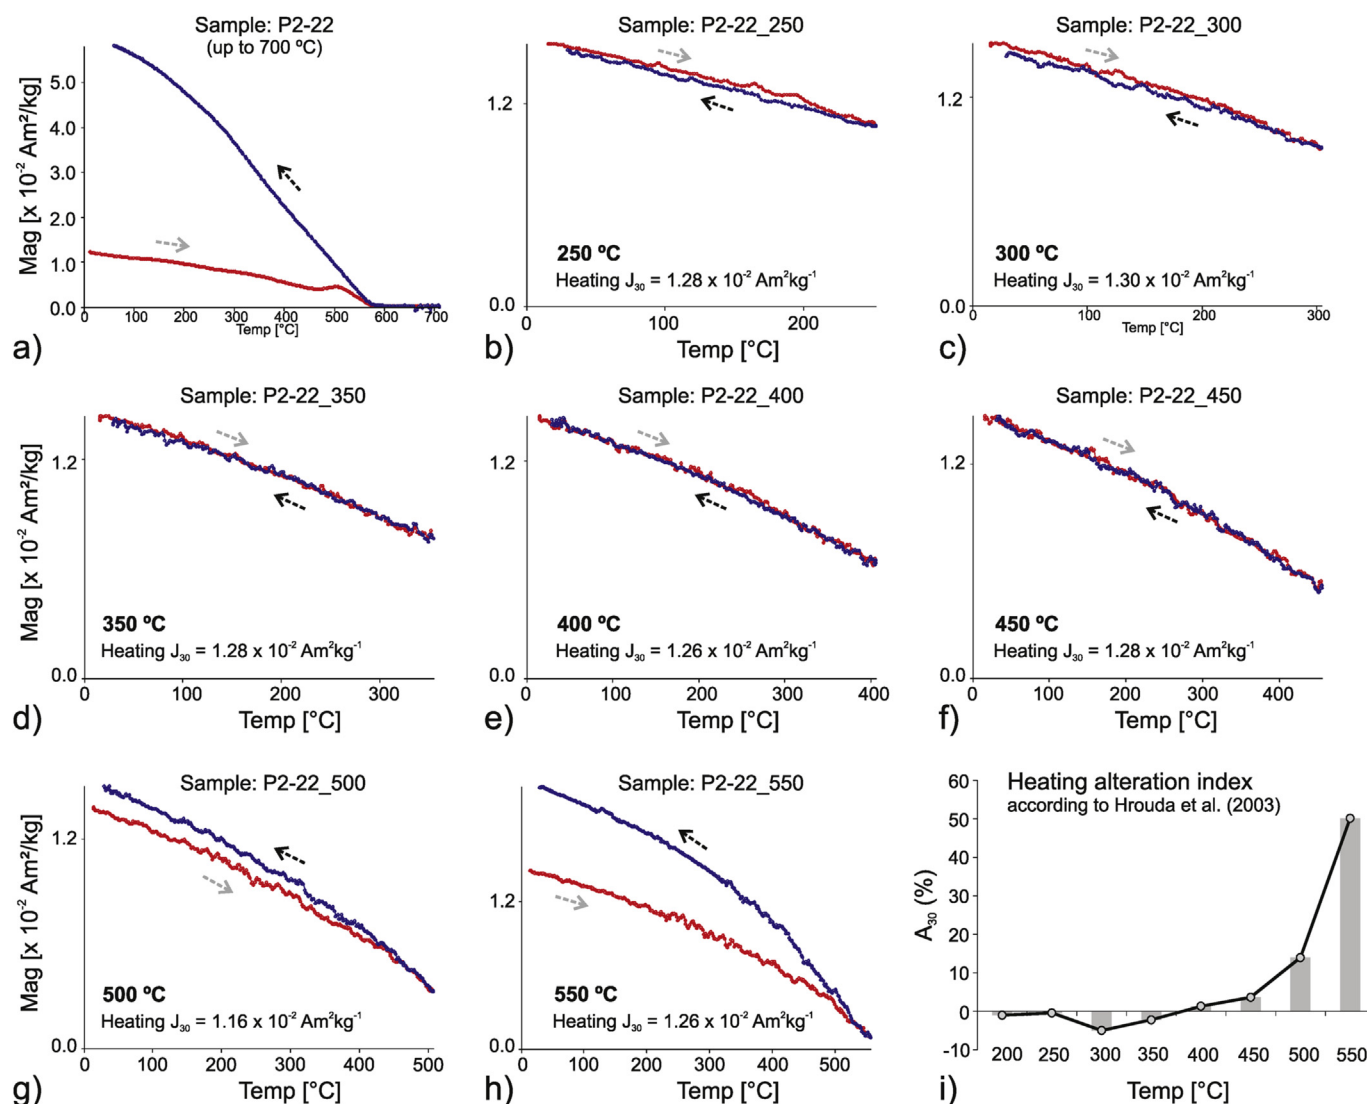 Sample: P2-22
(up to 700 ºC)
Mag [x 10⁻² Am²/kg]
5.0
4.0
3.0
2.0
1.0
0.0
0 100 200 300 400 500 600 700
Temp [°C]
a)
Sample: P2-22_250
1.2
0.0
250 ºC
Heating J₃₀ = 1.28 x 10⁻² Am²kg⁻¹
100 200
Temp [°C]
b)
Sample: P2-22_300
1.2
0.0
300 ºC
Heating J₃₀ = 1.30 x 10⁻² Am²kg⁻¹
100 200 300
Temp [°C]
c)
Sample: P2-22_350
Mag [x 10⁻² Am²/kg]
1.2
0.0
350 ºC
Heating J₃₀ = 1.28 x 10⁻² Am²kg⁻¹
0 100 200 300
Temp [°C]
d)
Sample: P2-22_400
1.2
0.0
400 ºC
Heating J₃₀ = 1.26 x 10⁻² Am²kg⁻¹
0 100 200 300 400
Temp [°C]
e)
Sample: P2-22_450
1.2
0.0
450 ºC
Heating J₃₀ = 1.28 x 10⁻² Am²kg⁻¹
0 100 200 300 400
Temp [°C]
f)
Sample: P2-22_500
Mag [x 10⁻² Am²/kg]
1.2
0.0
500 ºC
Heating J₃₀ = 1.16 x 10⁻² Am²kg⁻¹
0 100 200 300 400 500
Temp [°C]
g)
Sample: P2-22_550
1.2
0.0
550 ºC
Heating J₃₀ = 1.26 x 10⁻² Am²kg⁻¹
0 100 200 300 400 500
Temp [°C]
h)
Heating alteration index
according to Hrouda et al. (2003)
A₃₀ (%)
60
50
40
30
20
10
0
-10
200 250 300 350 400 450 500 550
Temp [°C]
i)